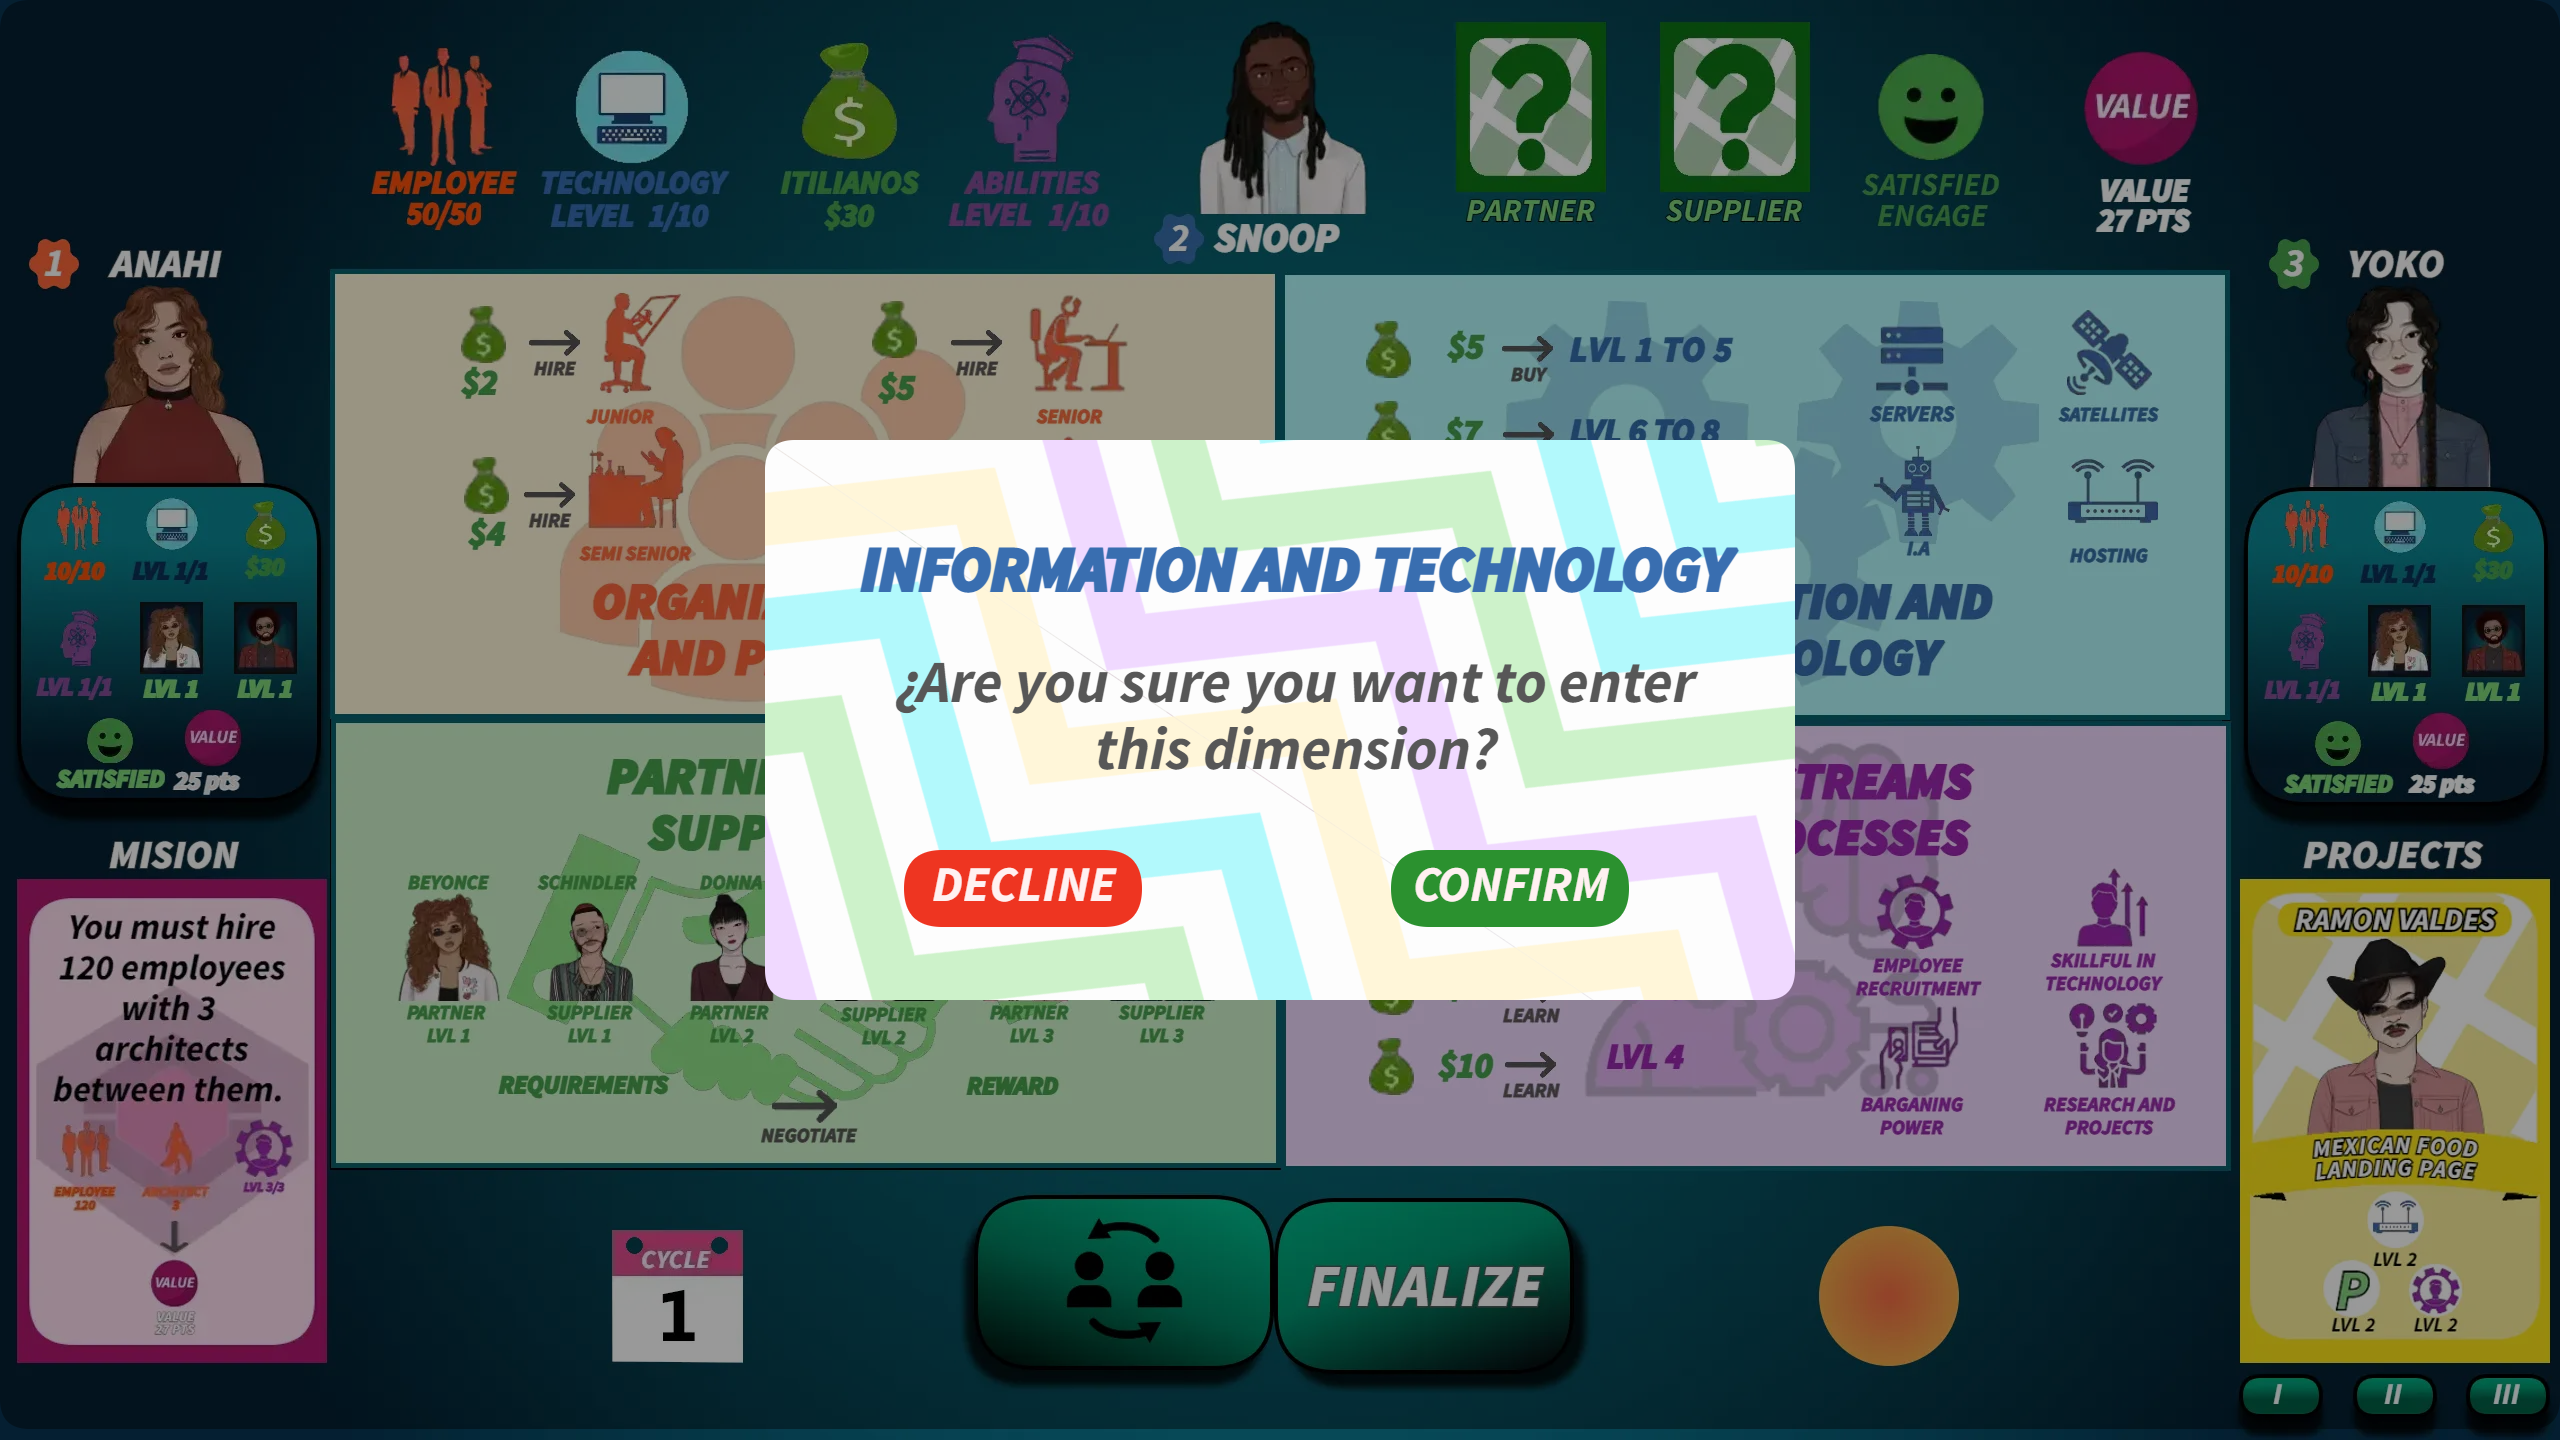 EMPLOYEE
50/50
TECHNOLOGY
LEVEL 1/10
ITILIANOS
$30
ABILITIES
LEVEL 1/10
2 SNOOP
PARTNER
SUPPLIER
SATISFIED
ENGAGE
VALUE
VALUE
27 PTS
1 ANAHI
10/10
LVL 1/1
$30
LVL 1/1
LVL 1
LVL 1
SATISFIED
VALUE
25 pts
3 YOKO
10/10
LVL 1/1
$30
LVL 1/1
LVL 1
LVL 1
SATISFIED
VALUE
25 pts
$2
HIRE
JUNIOR
$5
HIRE
SENIOR
$4
HIRE
SEMI SENIOR
ORGANI
AND P
$5
BUY
LVL 1 TO 5
$7
LVL 6 TO 8
SERVERS
SATELLITES
I.A
HOSTING
TION AND
OLOGY
INFORMATION AND TECHNOLOGY
¿Are you sure you want to enter
this dimension?
DECLINE
CONFIRM
PARTN
SUPP
BEYONCE
SCHINDLER
DONNA
PARTNER
LVL 1
SUPPLIER
LVL 1
PARTNER
LVL 2
SUPPLIER
LVL 2
PARTNER
LVL 3
SUPPLIER
LVL 3
REQUIREMENTS
NEGOTIATE
REWARD
TREAMS
OCESSES
LEARN
$10
LEARN
LVL 4
EMPLOYEE
RECRUITMENT
SKILLFUL IN
TECHNOLOGY
BARGANING
POWER
RESEARCH AND
PROJECTS
MISION
You must hire
120 employees
with 3
architects
between them.
EMPLOYEE
120
ARCHITECT
3
LVL 3/3
VALUE
VALUE
27 PTS
CYCLE
1
FINALIZE
PROJECTS
RAMON VALDES
MEXICAN FOOD
LANDING PAGE
LVL 2
P
LVL 2
LVL 2
I
II
III